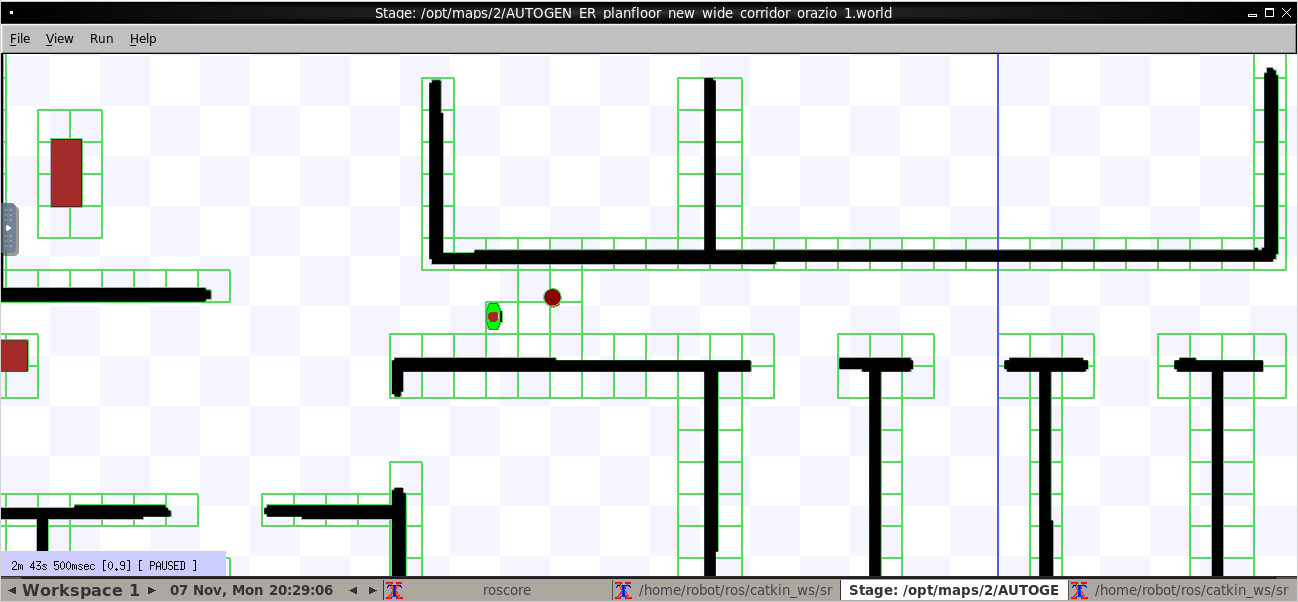 Stage: /opt/maps/2/AUTOGEN_ER_planfloor_new_wide_corridor_orazio_1.world
File View Run Help
2m 43s 500msec [0.9] [ PAUSED ]
Workspace 1 07 Nov, Mon 20:29:06 roscore /home/robot/ros/catkin_ws/sr Stage: /opt/maps/2/AUTOGE /home/robot/ros/catkin_ws/sr